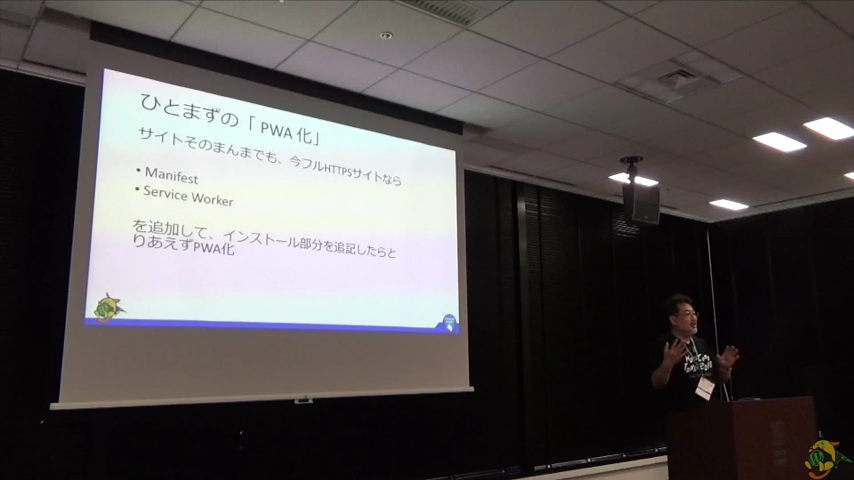 ひとまずの「PWA 化」
サイトそのまんまでも、今フルHTTPSサイトなら
• Manifest
• Service Worker
を追加して、インストール部分を追記したらと
りあえずPWA化